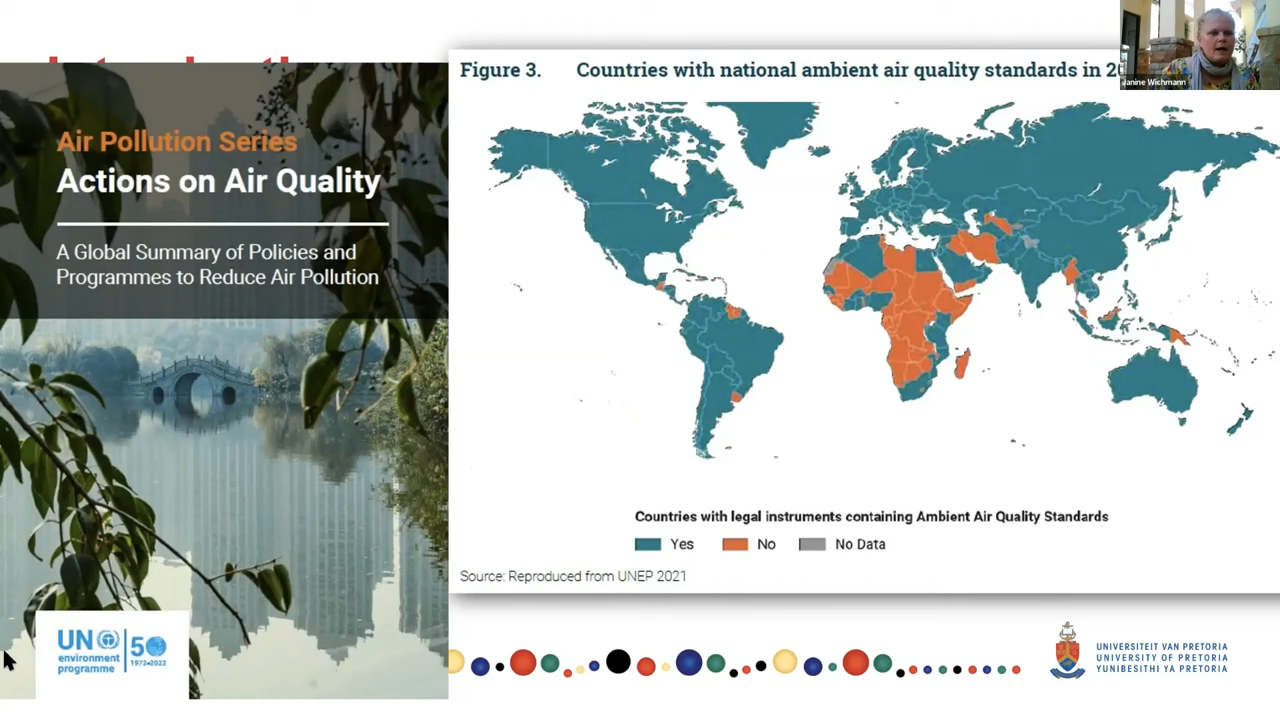 Air Pollution Series
Actions on Air Quality
A Global Summary of Policies and
Programmes to Reduce Air Pollution
UN
environment
programme
50
1972-2022
Figure 3. Countries with national ambient air quality standards in
Janine Wichmann
Countries with legal instruments containing Ambient Air Quality Standards
Yes No No Data
Source: Reproduced from UNEP 2021
UNIVERSITEIT VAN PRETORIA
UNIVERSITY OF PRETORIA
YUNIBESITHI YA PRETORIA